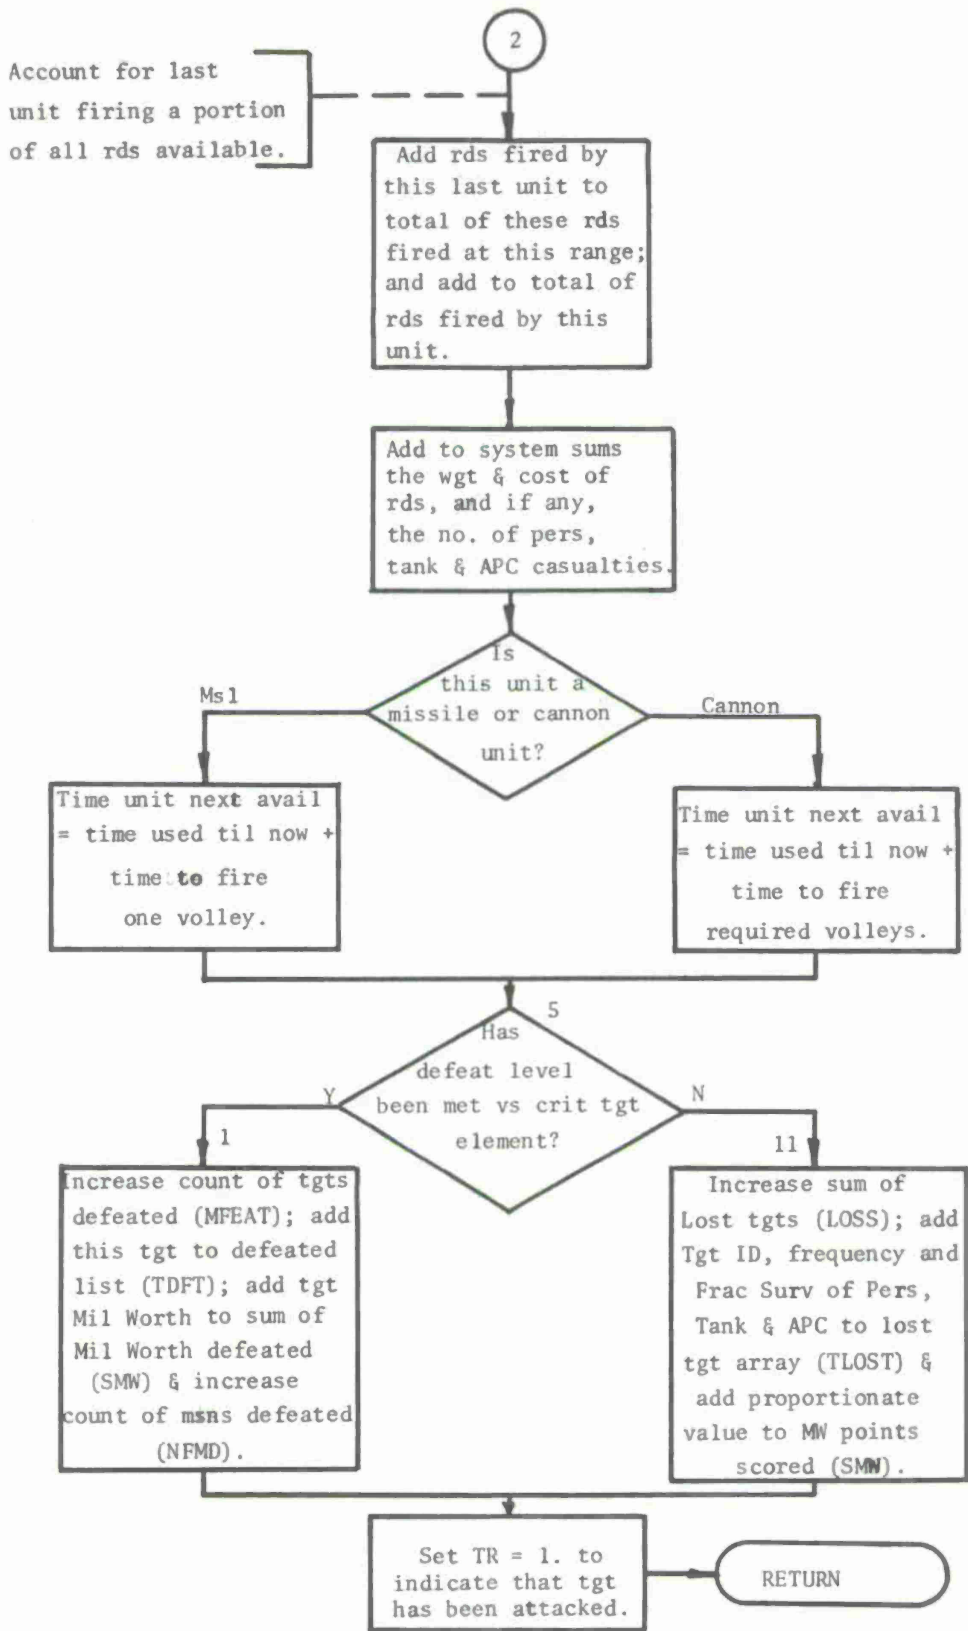 2
Account for last
unit firing a portion
of all rds available.
Add rds fired by
this last unit to
total of these rds
fired at this range;
and add to total of
rds fired by this
unit.
Add to system sums
the wgt & cost of
rds, and if any,
the no. of pers,
tank & APC casualties.
Is
this unit a
missile or cannon
unit?
Msl
Cannon
Time unit next avail
= time used til now +
time to fire
one volley.
Time unit next avail
= time used til now +
time to fire
required volleys.
5
Has
defeat level
been met vs crit tgt
element?
Y
N
1
11
Increase count of tgts
defeated (MFEAT); add
this tgt to defeated
list (TDFT); add tgt
Mil Worth to sum of
Mil Worth defeated
(SMW) & increase
count of msns defeated
(NFMD).
Increase sum of
Lost tgts (LOSS); add
Tgt ID, frequency and
Frac Surv of Pers,
Tank & APC to lost
tgt array (TLOST) &
add proportionate
value to MW points
scored (SMW).
Set TR = 1. to
indicate that tgt
has been attacked.
RETURN